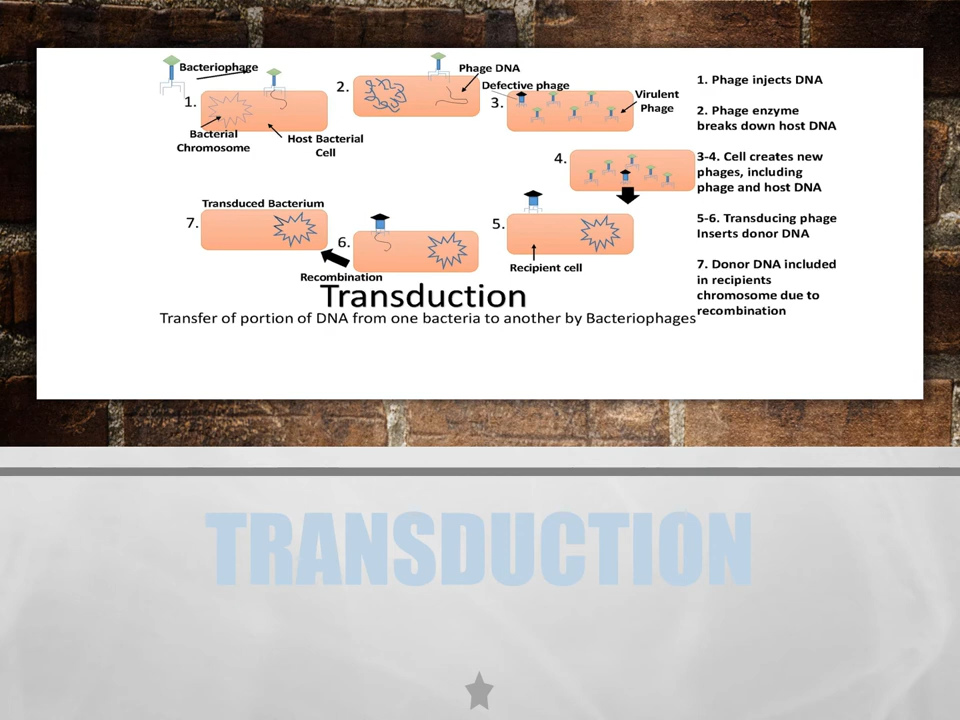 Bacteriophage
1.
Bacterial
Chromosome
Host Bacterial
Cell
2.
Phage DNA
Defective phage
3.
Virulent
Phage
4.
5.
Recipient cell
6.
Recombination
Transduced Bacterium
7.
Transduction
Transfer of portion of DNA from one bacteria to another by Bacteriophages
1. Phage injects DNA
2. Phage enzyme
breaks down host DNA
3-4. Cell creates new
phages, including
phage and host DNA
5-6. Transducing phage
Inserts donor DNA
7. Donor DNA included
in recipients
chromosome due to
recombination
TRANSDUCTION